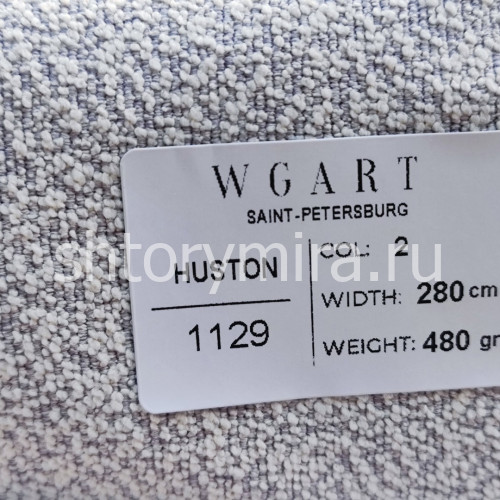 WGART
SAINT-PETERSBURG
HUSTON
1129
COL: 2
WIDTH: 280 cm
WEIGHT: 480 gr
shtorymira.ru